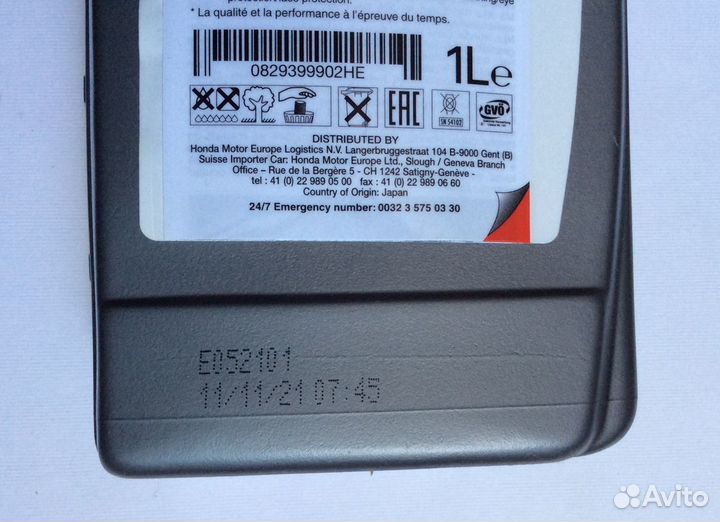 protection/face protection.
* La qualité et la performance à l'épreuve du temps.
0829399902HE
1Le
EAC
SN 54102
GVÖ
DISTRIBUTED BY
Honda Motor Europe Logistics N.V. Langerbruggestraat 104 B-9000 Gent (B)
Suisse Importer Car: Honda Motor Europe Ltd., Slough / Geneva Branch
Office – Rue de la Bergère 5 - CH 1242 Satigny-Genève -
tel : 41 (0) 22 989 05 00 fax : 41 (0) 22 989 06 60
Country of Origin: Japan
24/7 Emergency number: 0032 3 575 03 30
E052101
11/11/21 07:45
Avito